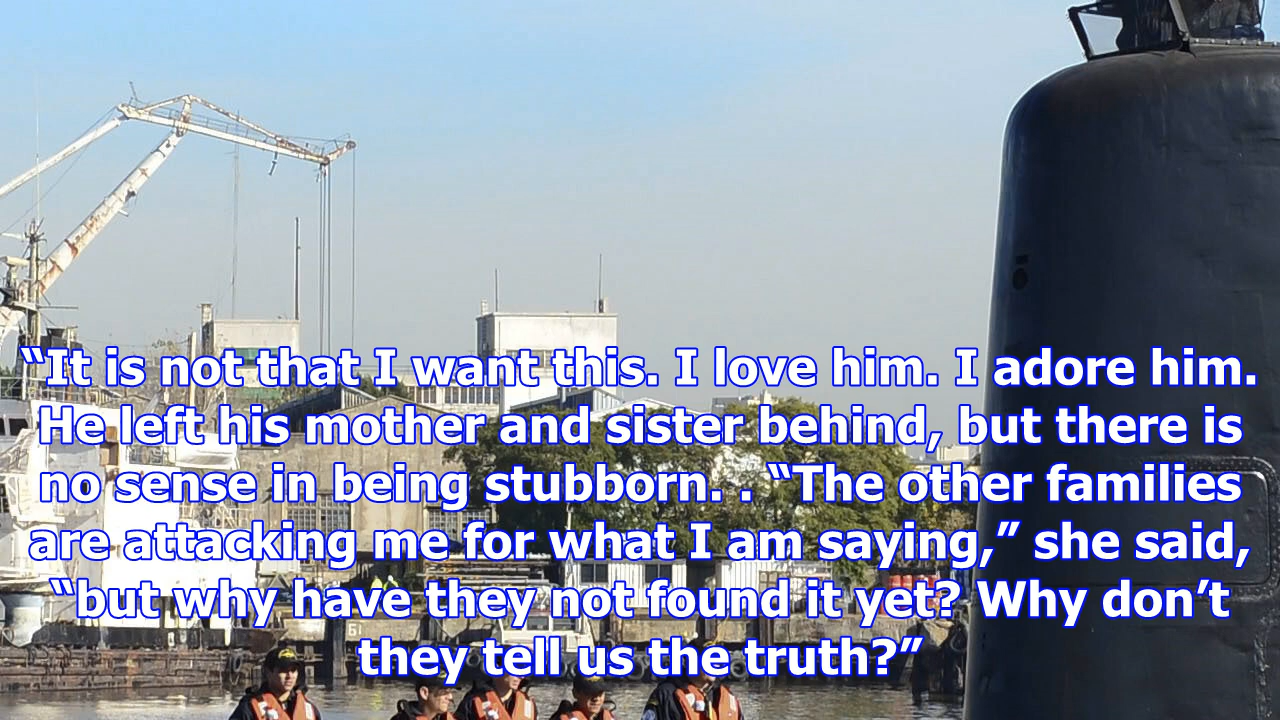 “It is not that I want this. I love him. I adore him.
He left his mother and sister behind, but there is
no sense in being stubborn. . “The other families
are attacking me for what I am saying,” she said,
“but why have they not found it yet? Why don’t
they tell us the truth?”